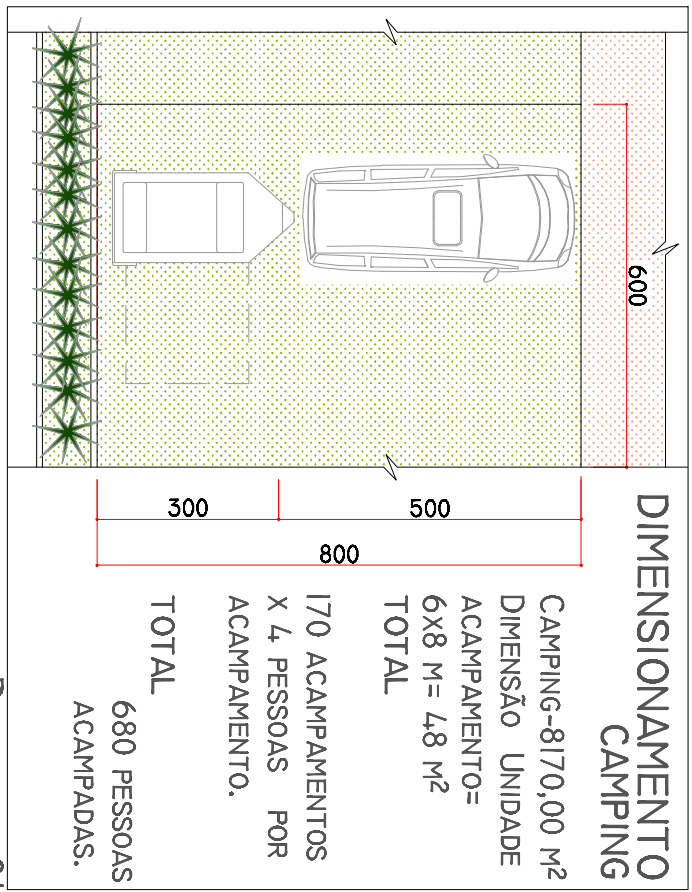 DIMENSIONAMENTO
CAMPING
CAMPING-8170,00 M²
DIMENSÃO UNIDADE
ACAMPAMENTO=
6X8 M= 48 M²
TOTAL
170 ACAMPAMENTOS
X 4 PESSOAS POR
ACAMPAMENTO.
TOTAL
680 PESSOAS
ACAMPADAS.
600
500
300
800